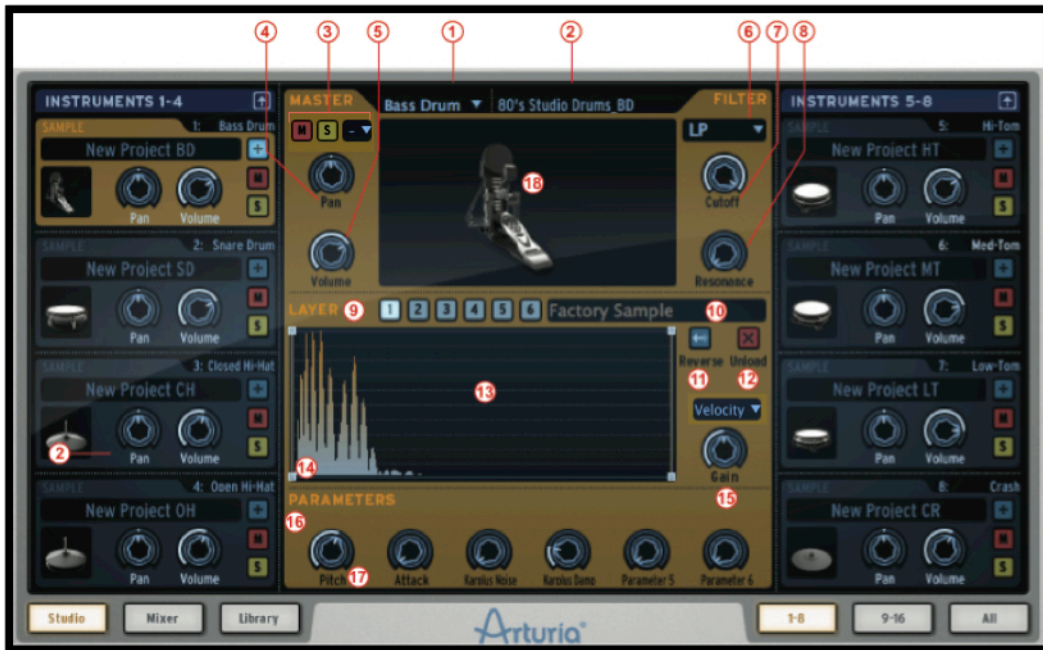 ④ ③ ⑤ ① ② ⑥ ⑦ ⑧
INSTRUMENTS 1-4
SAMPLE
1: Bass Drum
New Project BD
+
M
S
Pan
Volume
SAMPLE
2: Snare Drum
New Project SD
+
M
S
Pan
Volume
SAMPLE
3: Closed Hi-Hat
New Project CH
+
M
S
②
Pan
Volume
SAMPLE
4: Open Hi-Hat
New Project OH
+
M
S
Pan
Volume
MASTER
Bass Drum
80's Studio Drums_BD
FILTER
M S -
LP
⑱
Pan
Cutoff
Volume
Resonance
LAYER ⑨ 1 2 3 4 5 6 Factory Sample ⑩
Reverse
Unload
⑪ ⑫
⑬
Velocity
⑭
Gain
⑮
PARAMETERS
⑯
Pitch ⑰
Attack
Karplus Noise
Karplus Damp
Parameter 5
Parameter 6
INSTRUMENTS 5-8
SAMPLE
5: Hi-Tom
New Project HT
+
M
S
Pan
Volume
SAMPLE
6: Med-Tom
New Project MT
+
M
S
Pan
Volume
SAMPLE
7: Low-Tom
New Project LT
+
M
S
Pan
Volume
SAMPLE
8: Crash
New Project CR
+
M
S
Pan
Volume
Studio
Mixer
Library
Arturia®
1-8
9-16
All